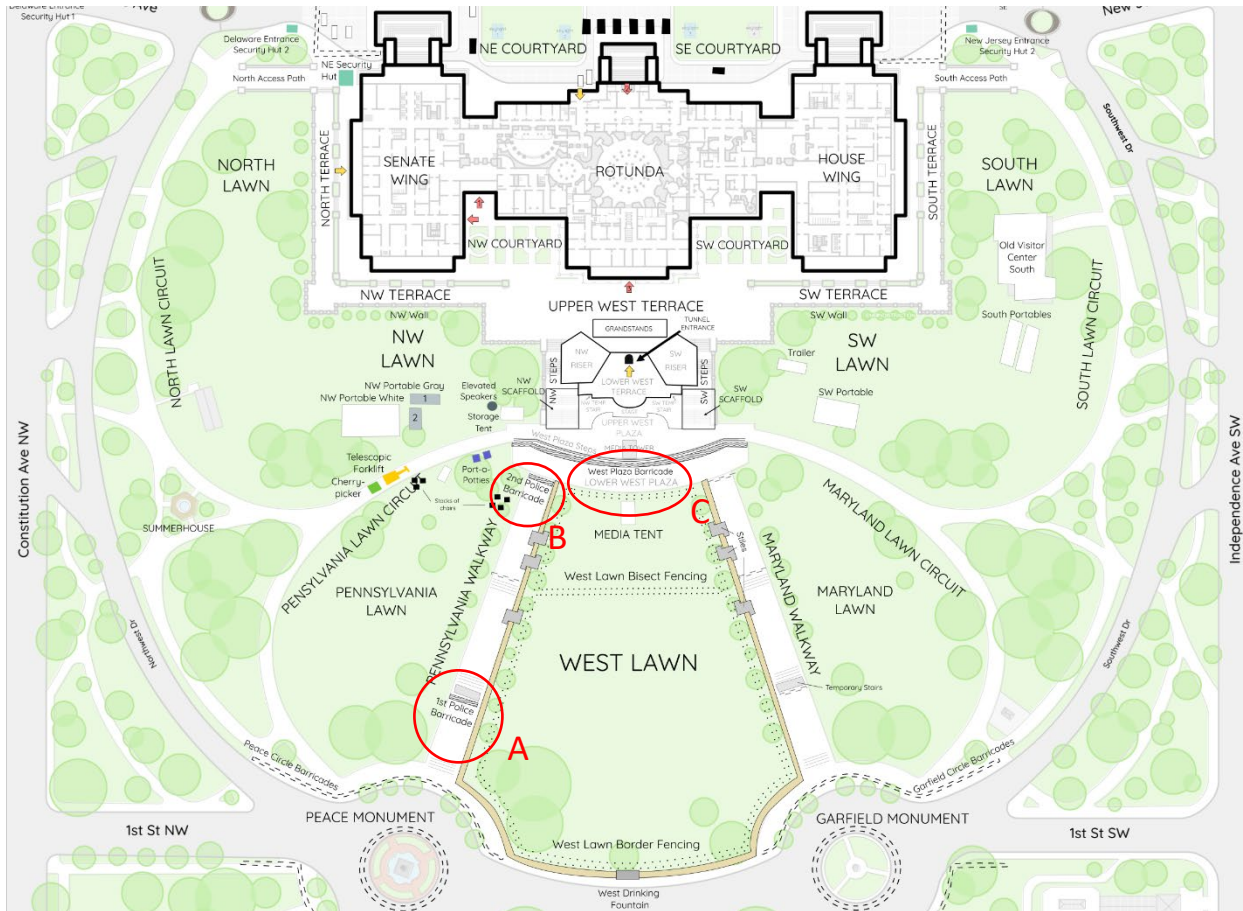 Ave
Security Hut 1
Delaware Entrance
Security Hut 2
NE Security
Hut
North Access Path
NE COURTYARD
SE COURTYARD
New Jersey Entrance
Security Hut 2
South Access Path
Southwest Dr
NORTH
LAWN
NORTH TERRACE
SENATE
WING
ROTUNDA
HOUSE
WING
SOUTH TERRACE
SOUTH
LAWN
NW COURTYARD
SW COURTYARD
Old Visitor
Center
South
NW TERRACE
UPPER WEST TERRACE
SW TERRACE
NW Wall
SW Wall
South Portables
NORTH LAWN CIRCUIT
SOUTH LAWN CIRCUIT
GRANDSTANDS
TUNNEL
ENTRANCE
NW
LAWN
SW
LAWN
NW STEPS
NW
RISER
SW
RISER
SW STEPS
LOWER WEST
TERRACE
Trailer
NW Portable Gray
NW Portable White
1
2
Elevated
Speakers
Storage
Tent
NW
SCAFFOLD
SW
SCAFFOLD
SW Portable
NW TEMP
STAIR
SW TEMP
STAIR
STAGE
UPPER WEST
PLAZA
MEDIA TOWER
West Plaza Steps
Telescopic
Forklift
Cherry-
picker
Port-a-
Potties
Stacks of
chairs
2nd Police
Barricade
West Plaza Barricade
LOWER WEST PLAZA
B
C
MEDIA TENT
Stiles
SUMMERHOUSE
Constitution Ave NW
Independence Ave SW
PENSYLVANIA LAWN CIRCUIT
PENNSYLVANIA WALKWAY
MARYLAND WALKWAY
MARYLAND LAWN CIRCUIT
PENNSYLVANIA
LAWN
West Lawn Bisect Fencing
MARYLAND
LAWN
Northwest Dr
Southwest Dr
WEST LAWN
Temporary Stairs
1st Police
Barricade
A
Peace Circle Barricades
Garfield Circle Barricades
1st St NW
PEACE MONUMENT
GARFIELD MONUMENT
1st St SW
West Lawn Border Fencing
West Drinking
Fountain